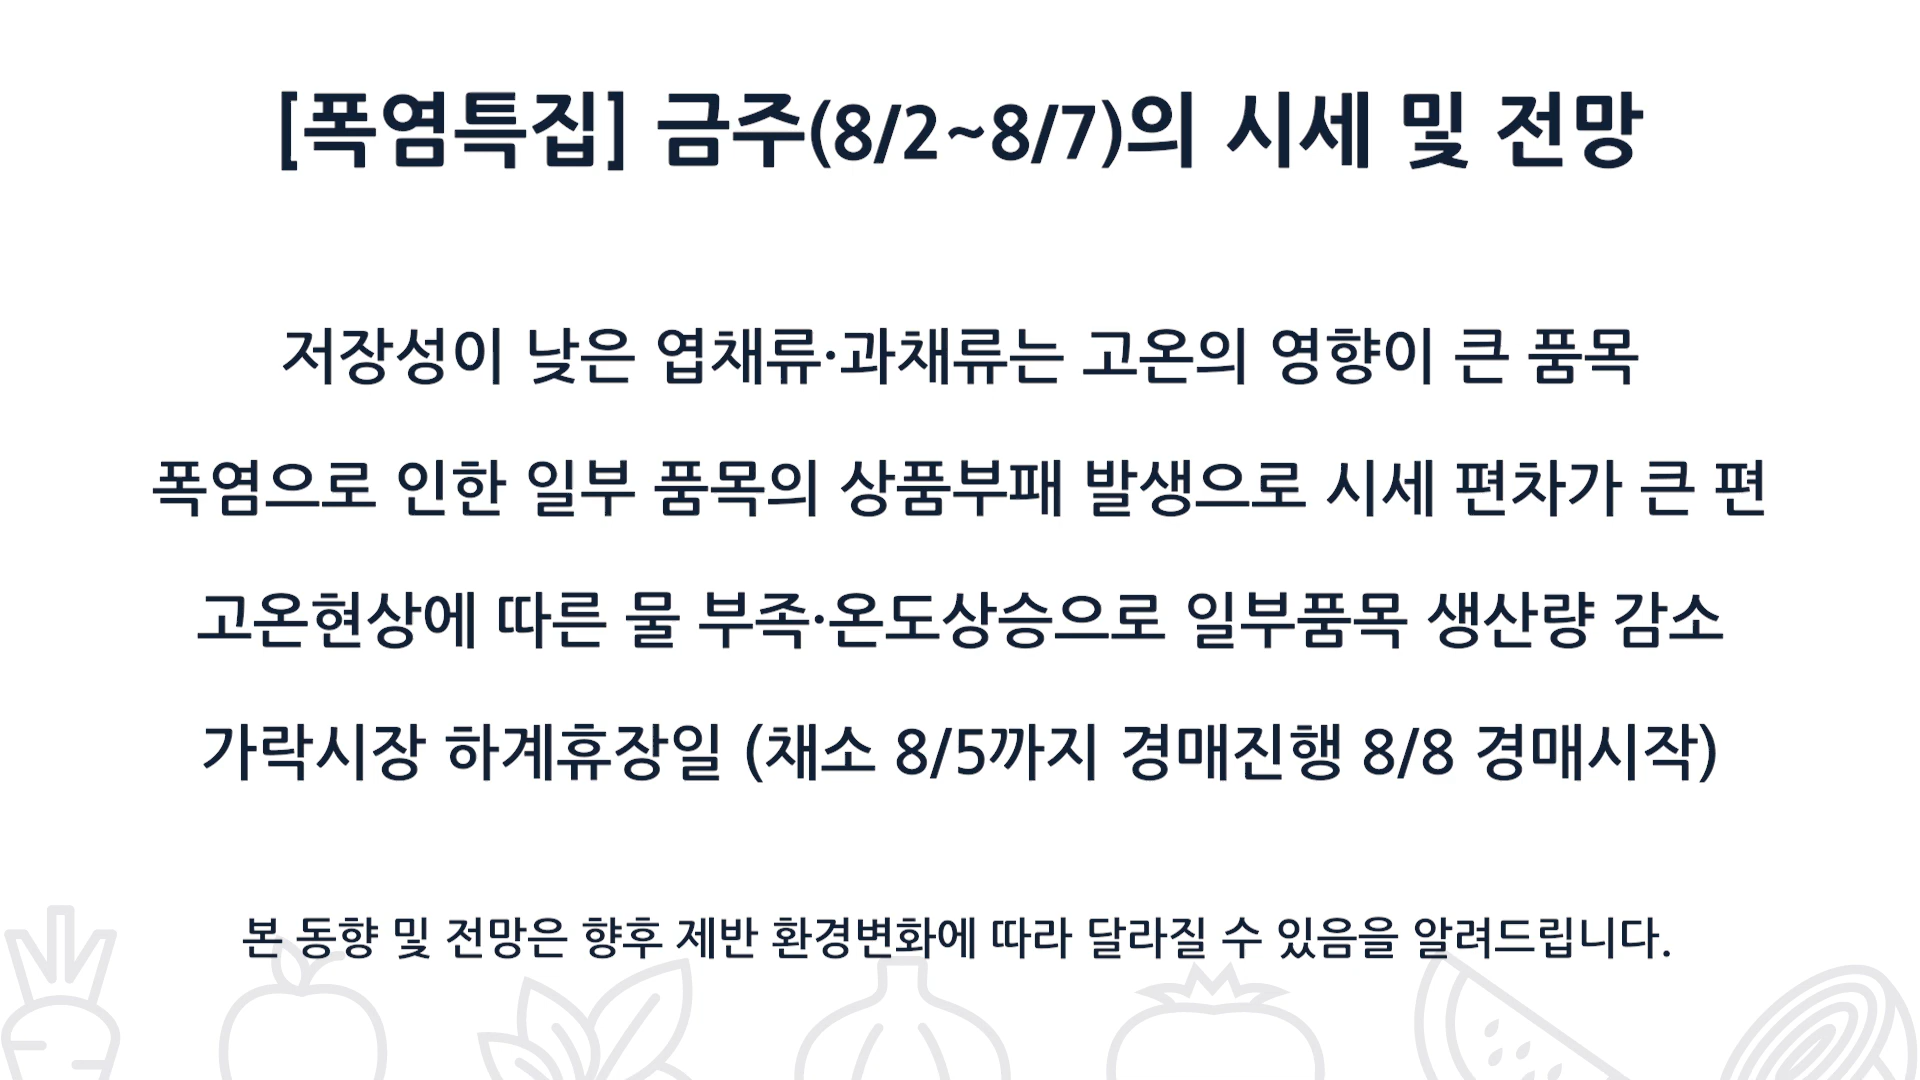 [폭염특집] 금주(8/2~8/7)의 시세 및 전망
저장성이 낮은 엽채류·과채류는 고온의 영향이 큰 품목
폭염으로 인한 일부 품목의 상품부패 발생으로 시세 편차가 큰 편
고온현상에 따른 물 부족·온도상승으로 일부품목 생산량 감소
가락시장 하계휴장일 (채소 8/5까지 경매진행 8/8 경매시작)
본 동향 및 전망은 향후 제반 환경변화에 따라 달라질 수 있음을 알려드립니다.